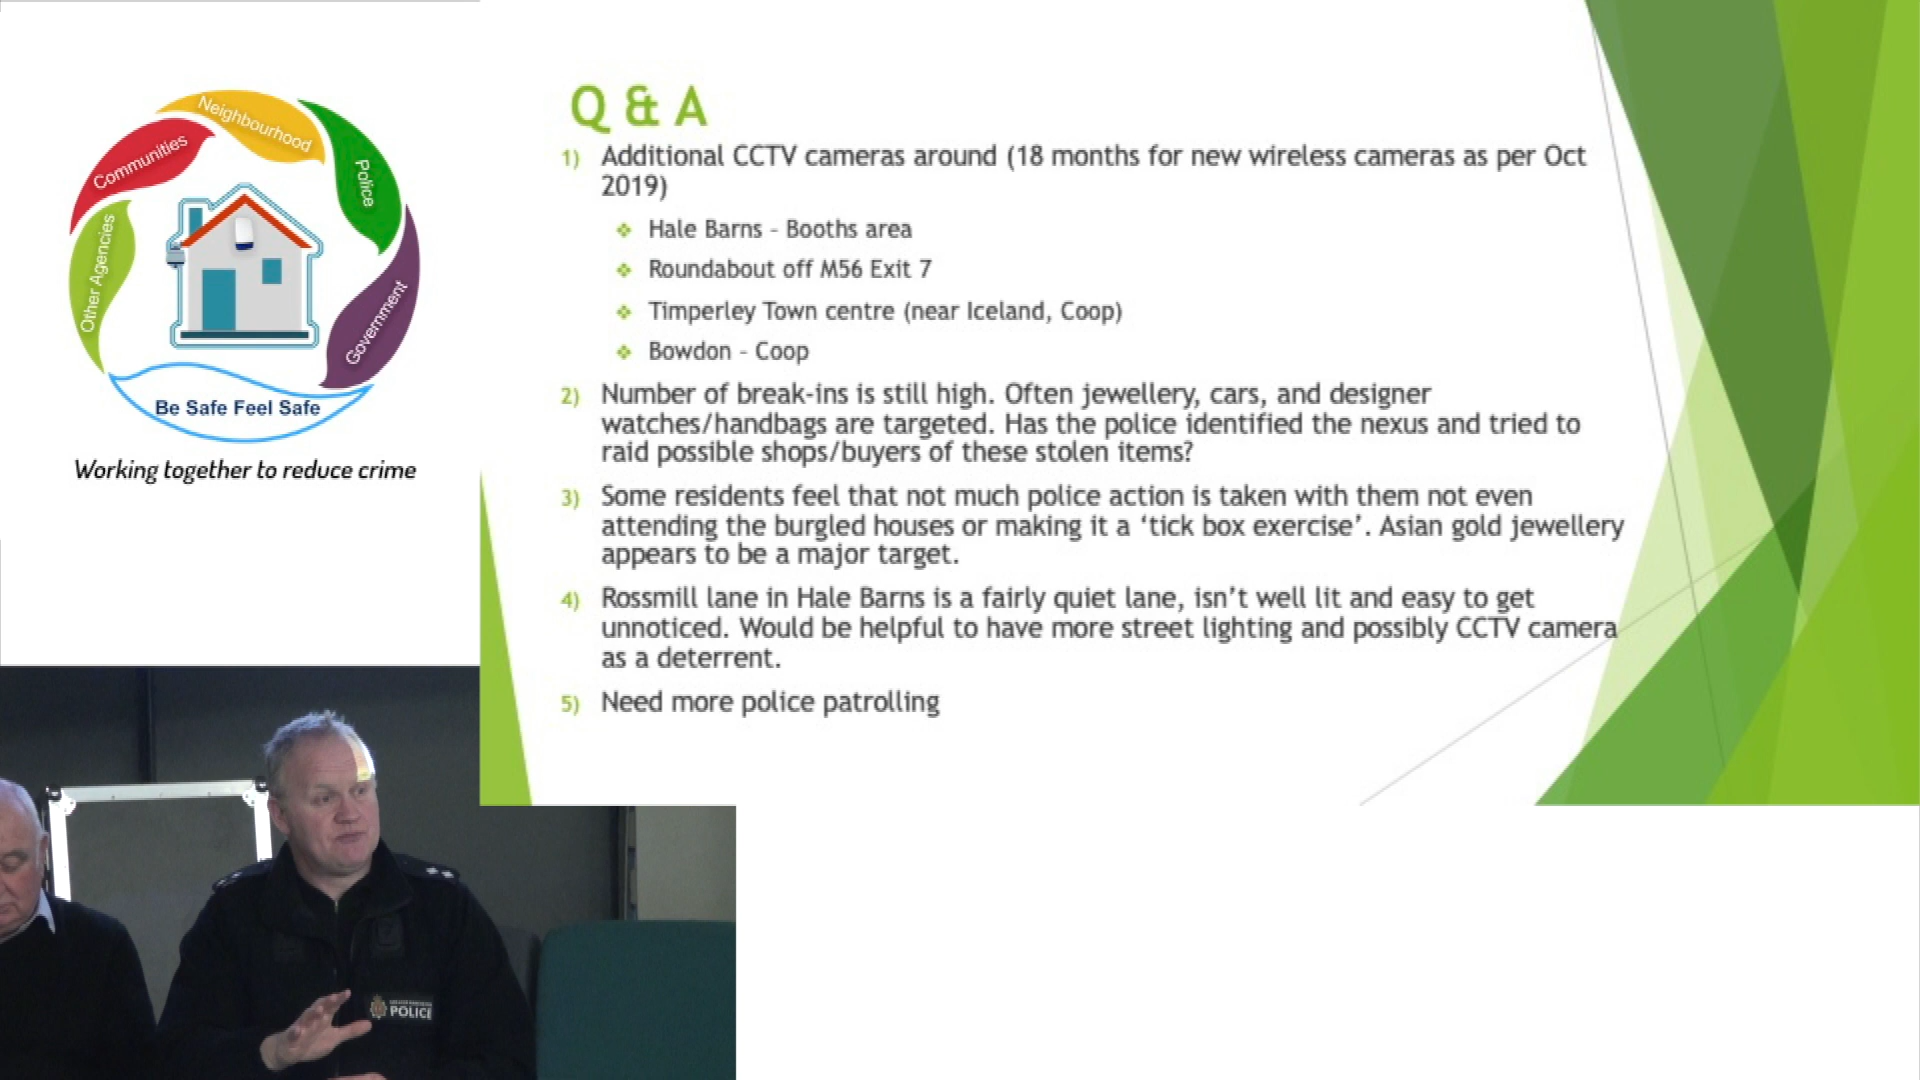 Neighbourhood
Communities
Police
Other Agencies
Government
Be Safe Feel Safe
Working together to reduce crime
Q & A
1) Additional CCTV cameras around (18 months for new wireless cameras as per Oct
2019)
Hale Barns - Booths area
Roundabout off M56 Exit 7
Timperley Town centre (near Iceland, Coop)
Bowdon - Coop
2) Number of break-ins is still high. Often jewellery, cars, and designer
watches/handbags are targeted. Has the police identified the nexus and tried to
raid possible shops/buyers of these stolen items?
3) Some residents feel that not much police action is taken with them not even
attending the burgled houses or making it a ‘tick box exercise’. Asian gold jewellery
appears to be a major target.
4) Rossmill lane in Hale Barns is a fairly quiet lane, isn’t well lit and easy to get
unnoticed. Would be helpful to have more street lighting and possibly CCTV camera
as a deterrent.
5) Need more police patrolling
POLICE